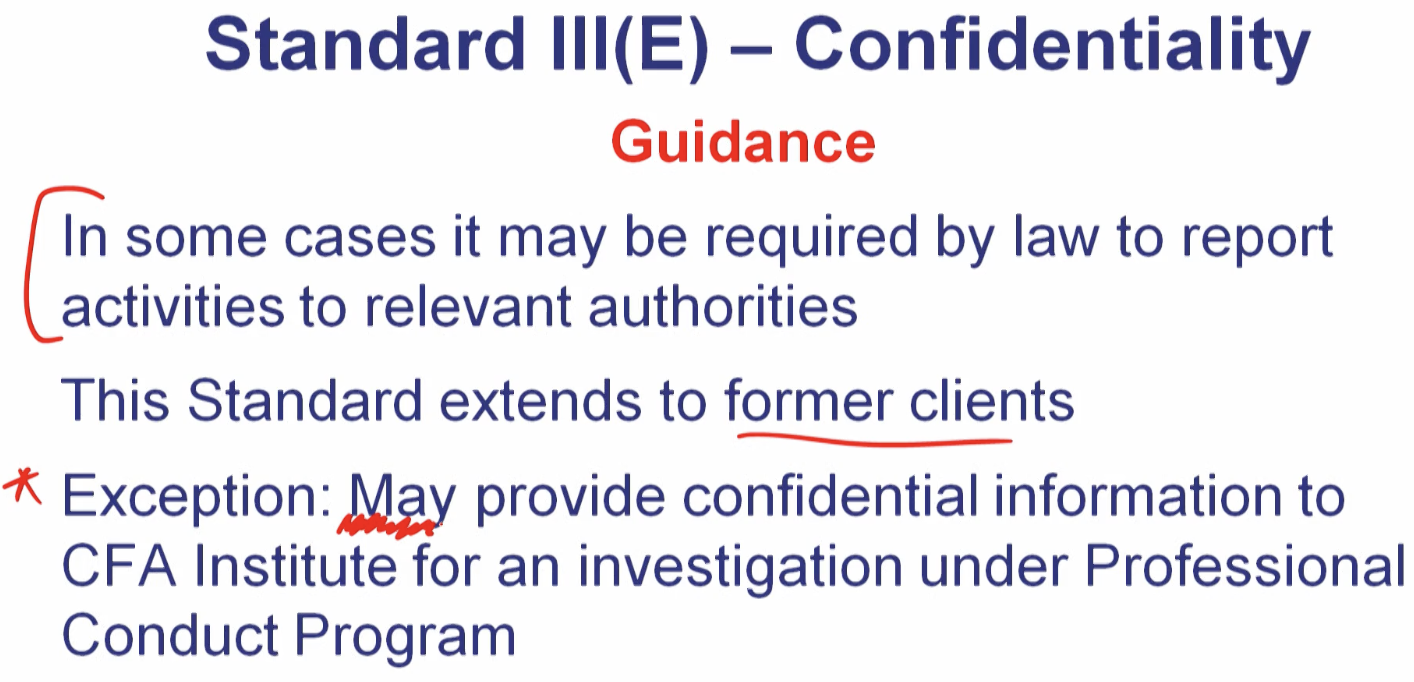 Standard III(E) – Confidentiality
Guidance
In some cases it may be required by law to report
activities to relevant authorities
This Standard extends to former clients
* Exception: May provide confidential information to
CFA Institute for an investigation under Professional
Conduct Program